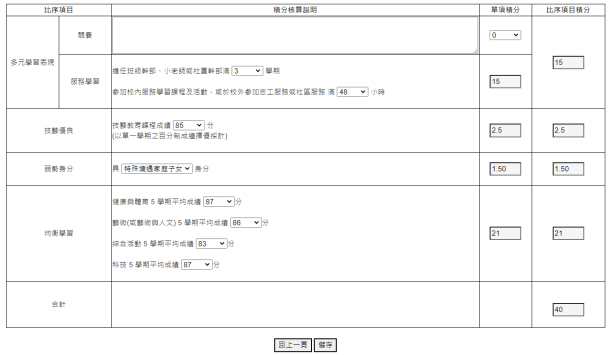 比序項目 積分核算說明 單項積分 比序項目積分
多元學習表現 競賽 0 15
服務學習 擔任班級幹部、小老師或社團幹部滿 3 學期 15
參加校內服務學習課程及活動，或於校外參加志工服務或社區服務 滿 48 小時
技藝優良 技藝教育課程成績 85 分 2.5 2.5
(以單一學期之百分制成績擇優採計)
弱勢身分 具 特殊境遇家庭子女 身分 1.50 1.50
均衡學習 健康與體育 5 學期平均成績 87 分 21 21
藝術(或藝術與人文) 5 學期平均成績 86 分
綜合活動 5 學期平均成績 83 分
科技 5 學期平均成績 87 分
合計 40
回上一頁 儲存